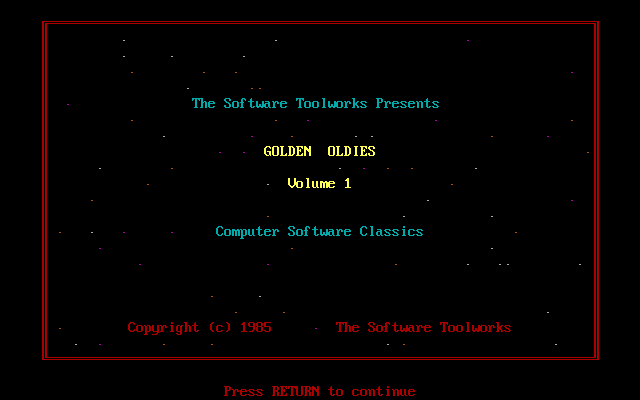 The Software Toolworks Presents
GOLDEN  OLDIES
Volume 1
Computer Software Classics
Copyright (c) 1985        The Software Toolworks
Press RETURN to continue